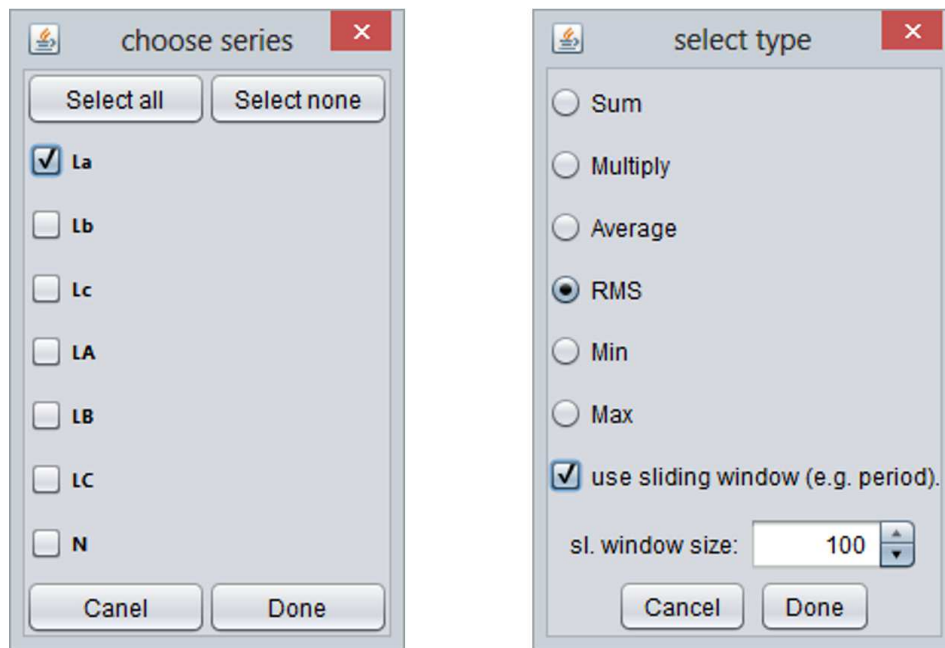 choose series
Select all
Select none
La
Lb
Lc
LA
LB
LC
N
Canel
Done
select type
Sum
Multiply
Average
RMS
Min
Max
use sliding window (e.g. period).
sl. window size: 100
Cancel
Done